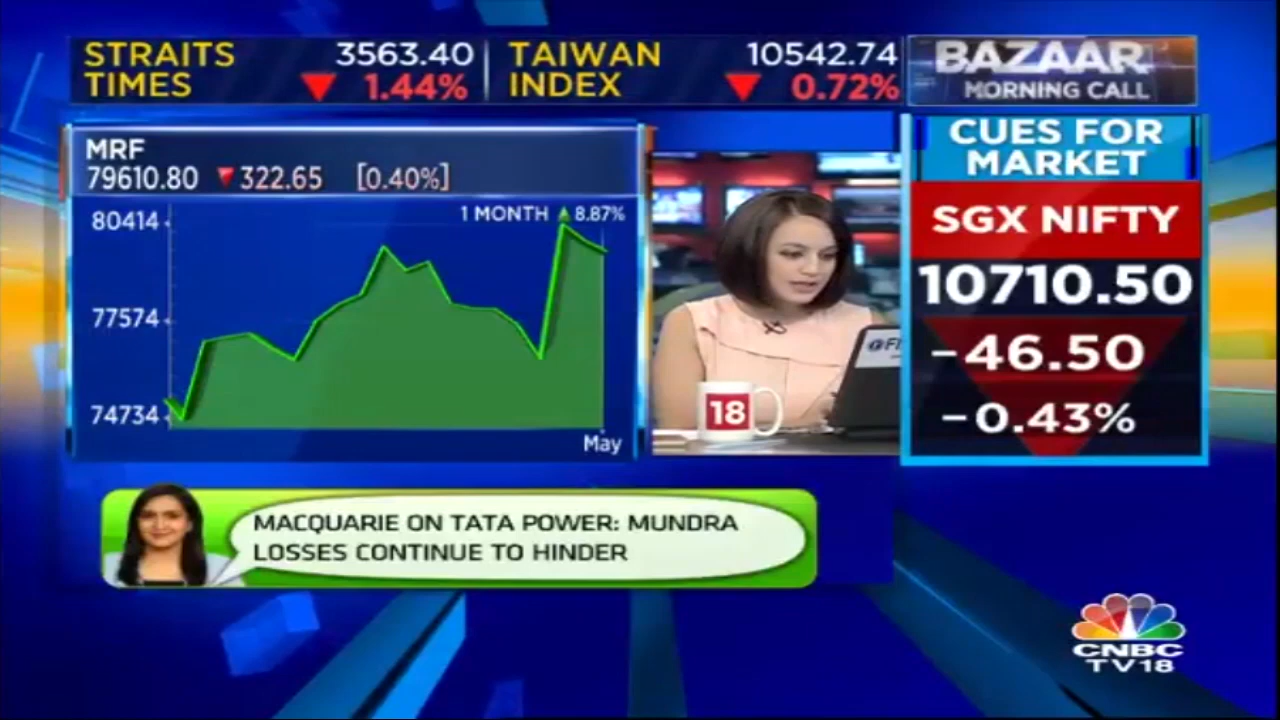 STRAITS TIMES
3563.40
▼ 1.44%
TAIWAN INDEX
10542.74
▼ 0.72%
BAZAAR
MORNING CALL
MRF
79610.80 ▼322.65 [0.40%]
1 MONTH ▲8.87%
80414
77574
74734
May
18
CUES FOR
MARKET
SGX NIFTY
10710.50
-46.50
-0.43%
MACQUARIE ON TATA POWER: MUNDRA
LOSSES CONTINUE TO HINDER
CNBC
TV18